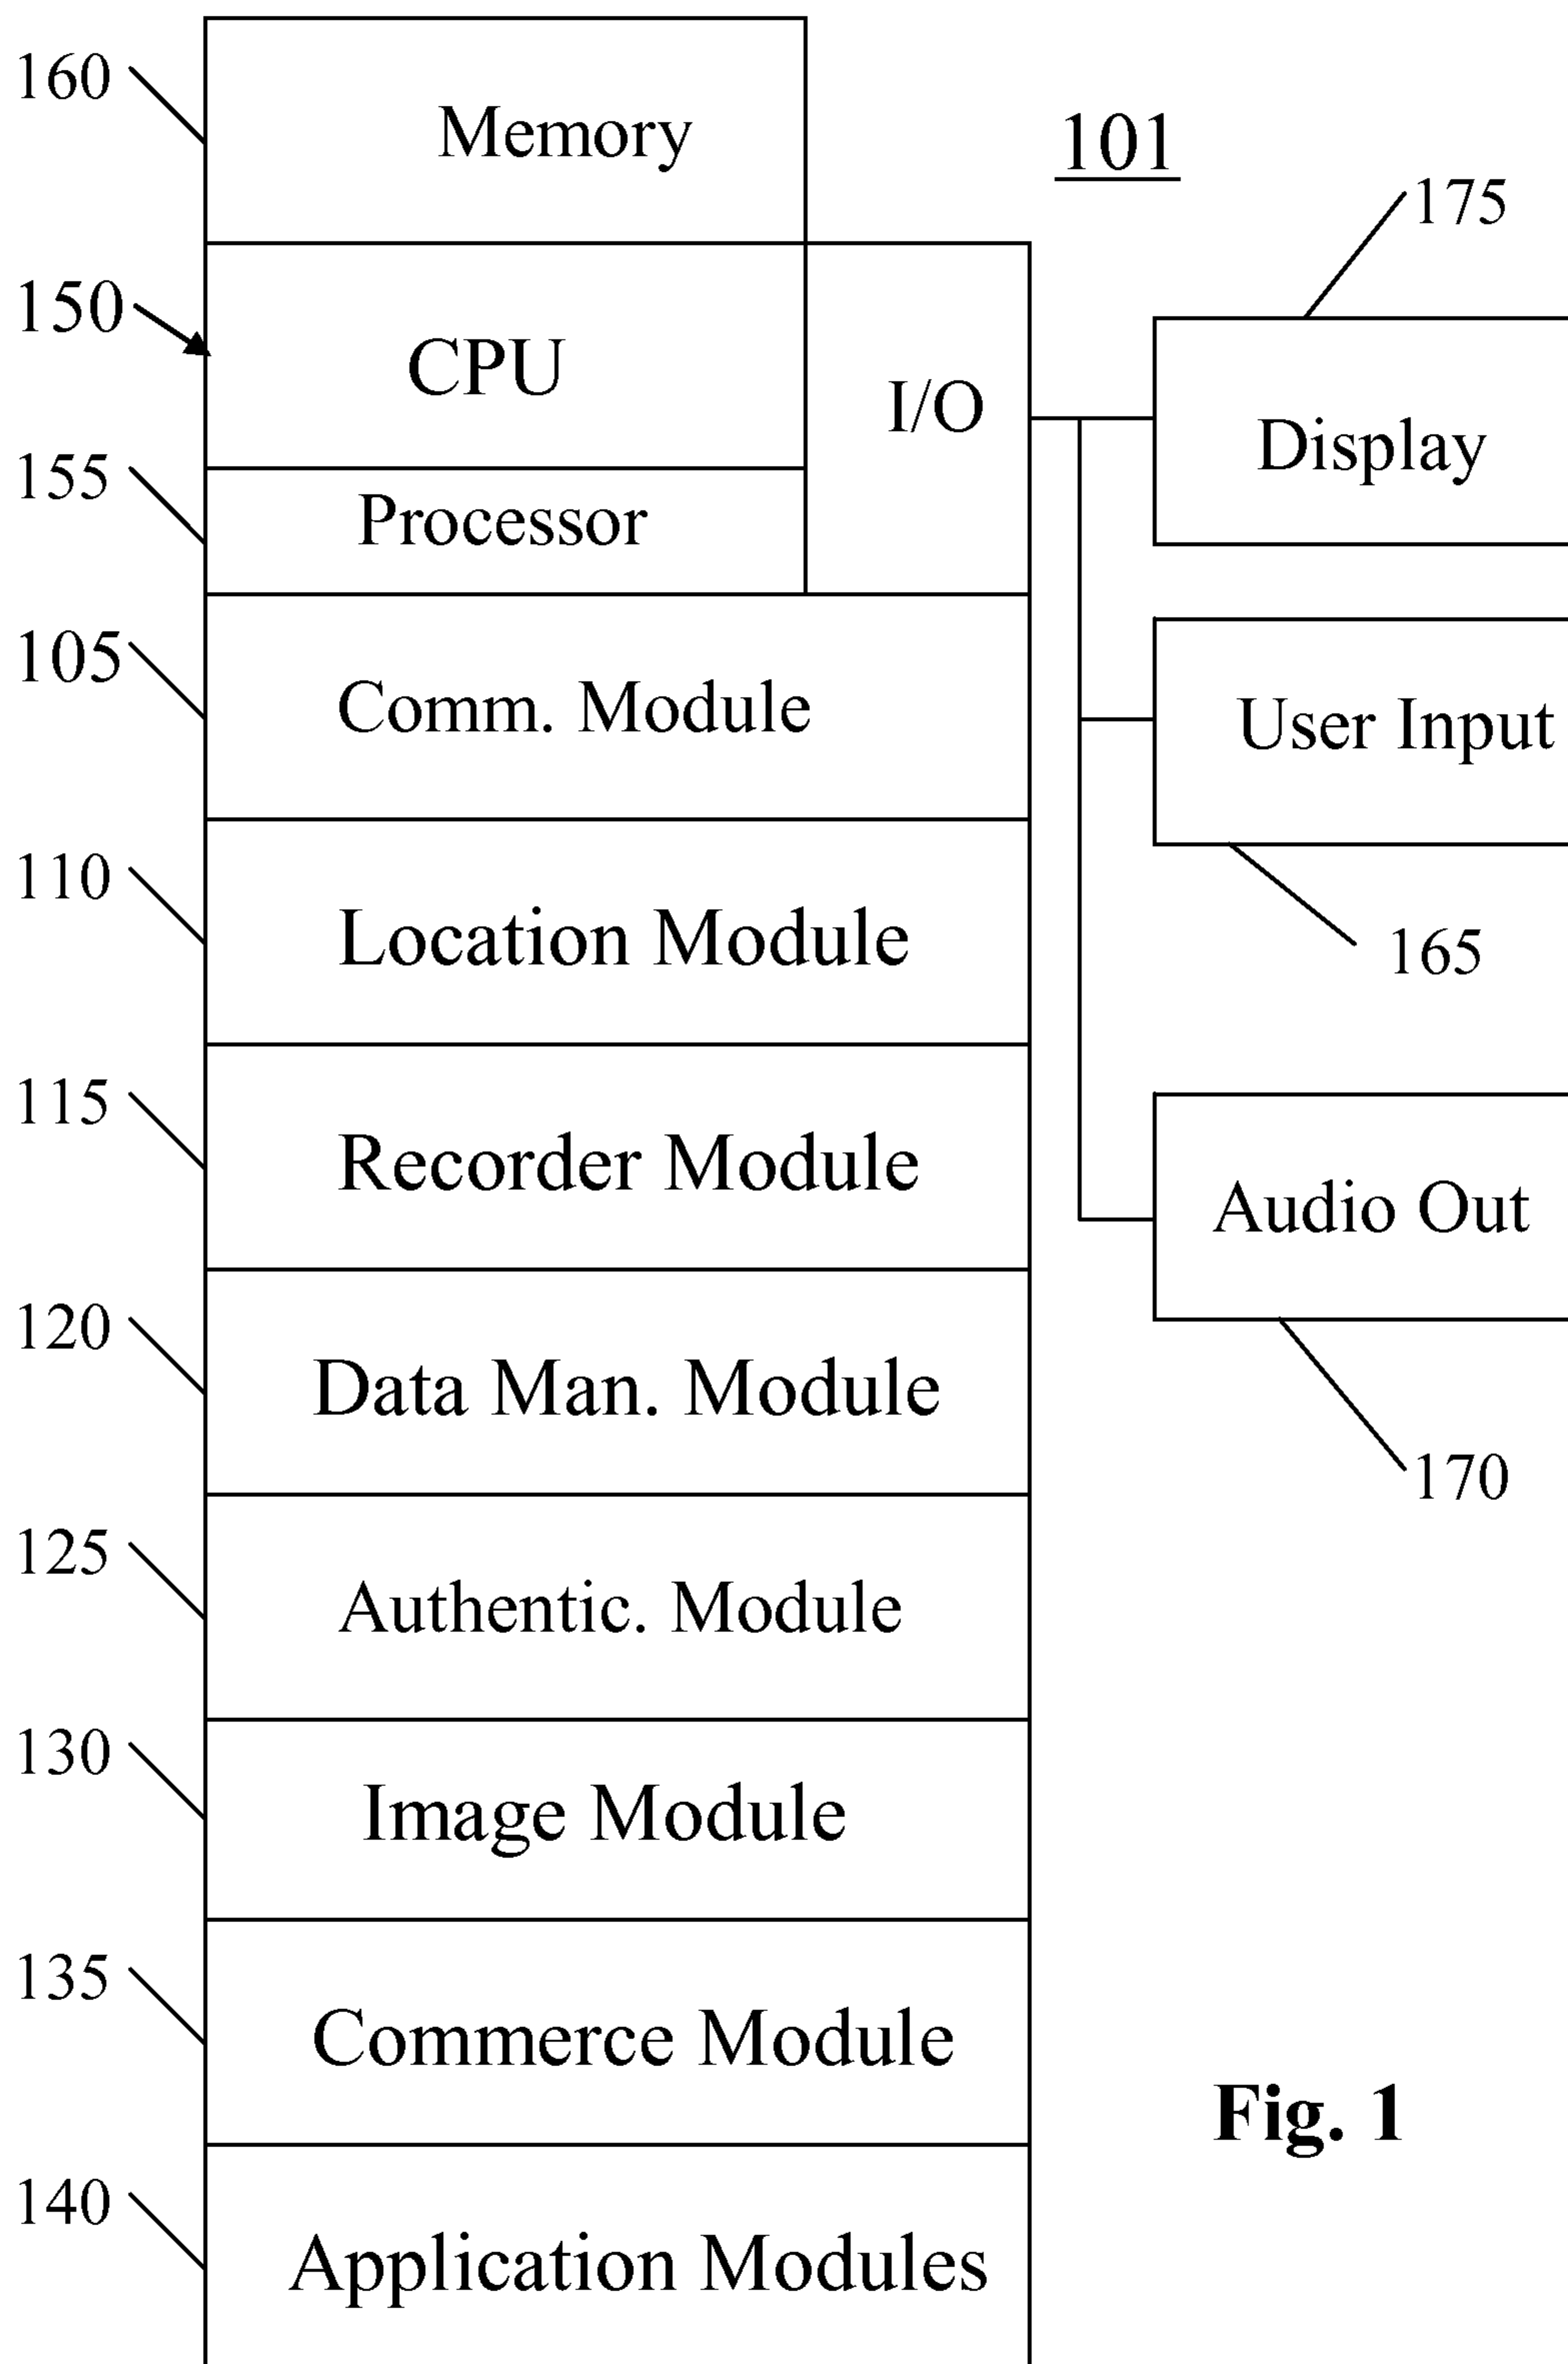 160
Memory
101
175
150
CPU
I/O
Display
155
Processor
105
Comm. Module
User Input
110
Location Module
165
115
Recorder Module
Audio Out
120
Data Man. Module
170
125
Authentic. Module
130
Image Module
135
Commerce Module
Fig. 1
140
Application Modules